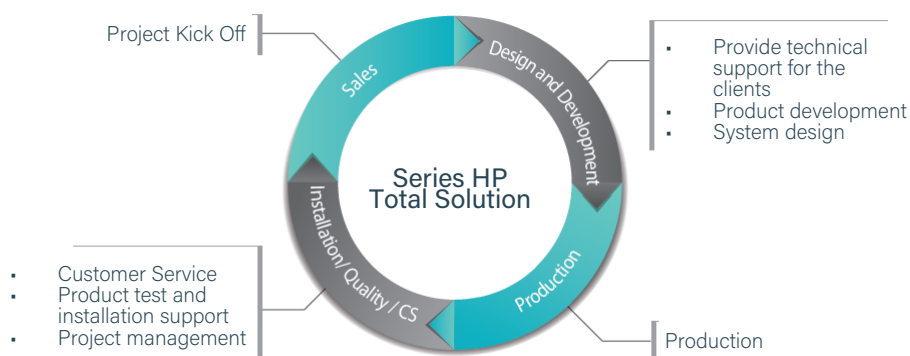 Project Kick Off
Sales
Design and Development
▪ Provide technical
support for the
clients
▪ Product development
▪ System design
Series HP
Total Solution
Installation/ Quality / CS
Production
▪ Customer Service
▪ Product test and
installation support
▪ Project management
Production